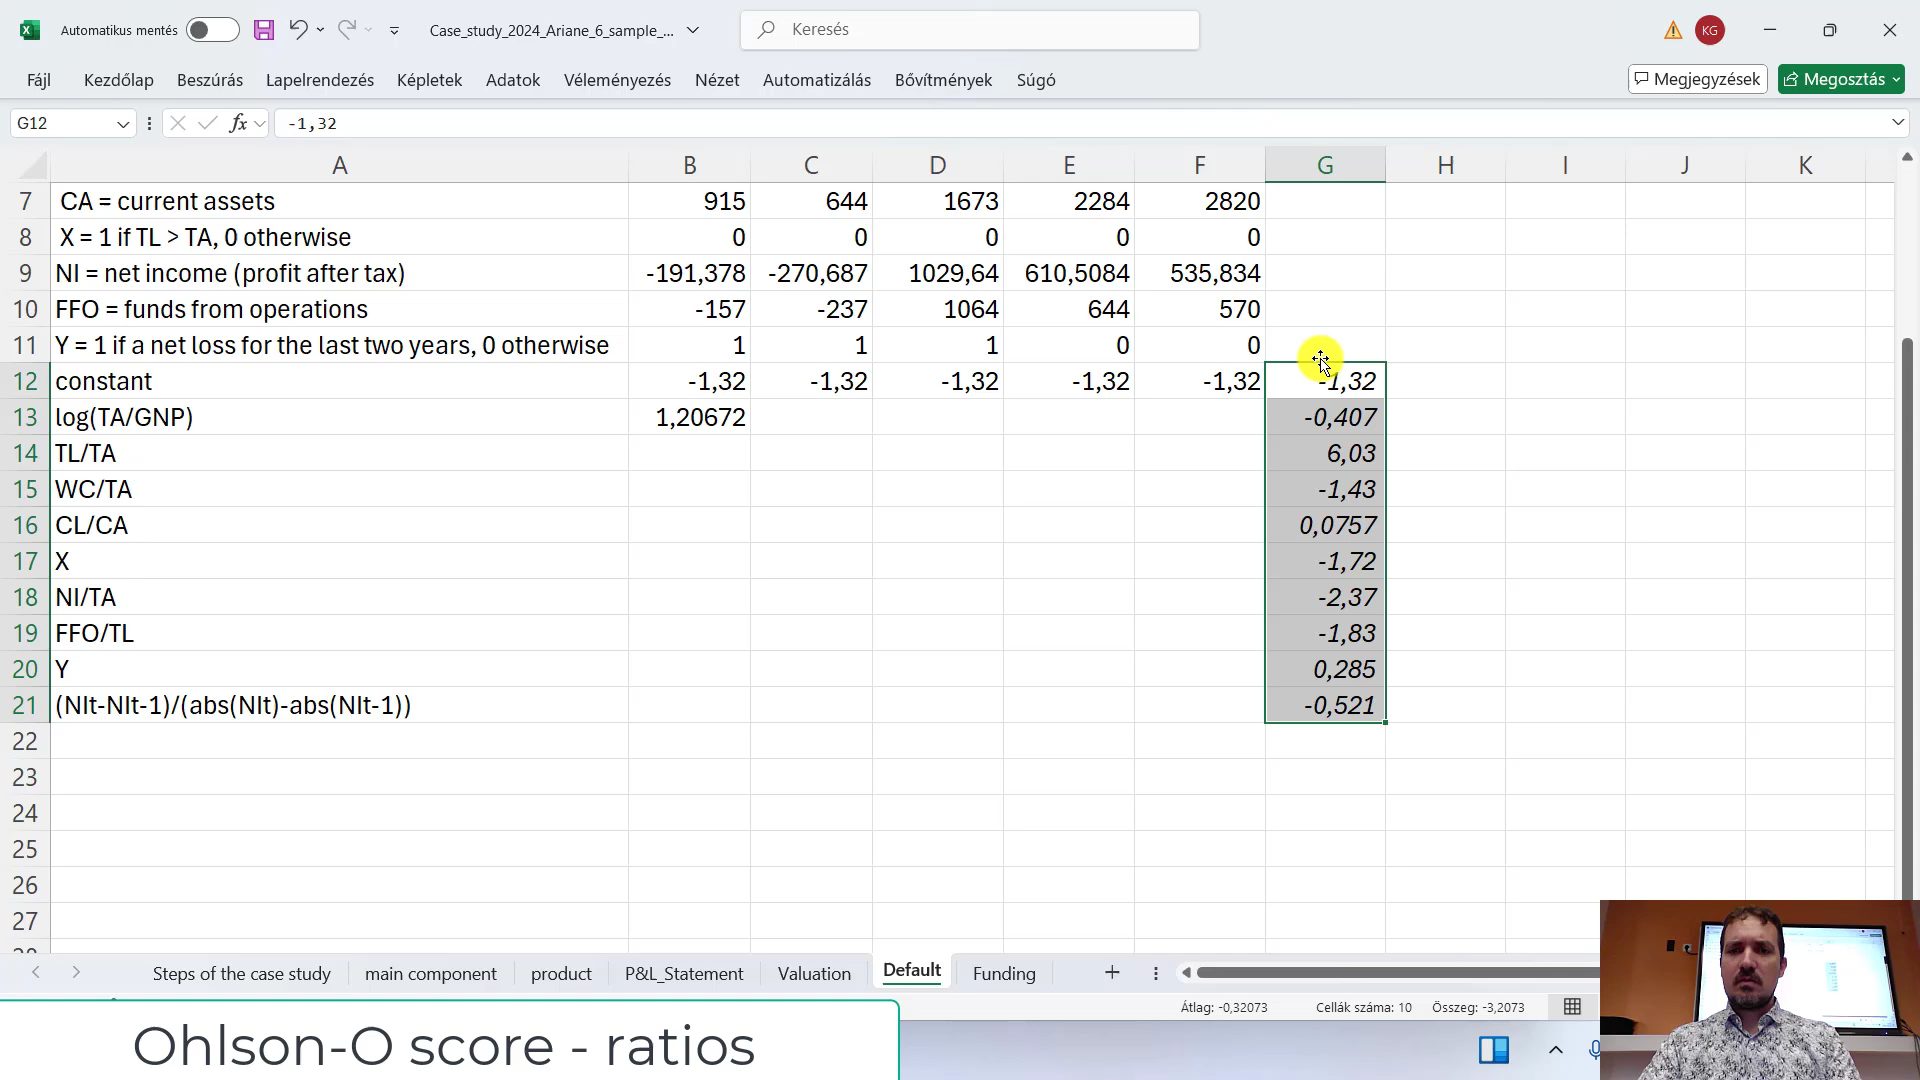 Automatikus mentés Case_study_2024_Ariane_6_sample_... Keresés KG
Fájl Kezdőlap Beszúrás Lapelrendezés Képletek Adatok Véleményezés Nézet Automatizálás Bővítmények Súgó Megjegyzések Megosztás
G12 fx -1,32
A B C D E F G H I J K
7 CA = current assets 915 644 1673 2284 2820
8 X = 1 if TL > TA, 0 otherwise 0 0 0 0 0
9 NI = net income (profit after tax) -191,378 -270,687 1029,64 610,5084 535,834
10 FFO = funds from operations -157 -237 1064 644 570
11 Y = 1 if a net loss for the last two years, 0 otherwise 1 1 1 0 0
12 constant -1,32 -1,32 -1,32 -1,32 -1,32 -1,32
13 log(TA/GNP) 1,20672 -0,407
14 TL/TA 6,03
15 WC/TA -1,43
16 CL/CA 0,0757
17 X -1,72
18 NI/TA -2,37
19 FFO/TL -1,83
20 Y 0,285
21 (NIt-NIt-1)/(abs(NIt)-abs(NIt-1)) -0,521
22
23
24
25
26
27
Steps of the case study main component product P&L_Statement Valuation Default Funding
Átlag: -0,32073 Cellák száma: 10 Összeg: -3,2073
Ohlson-O score - ratios